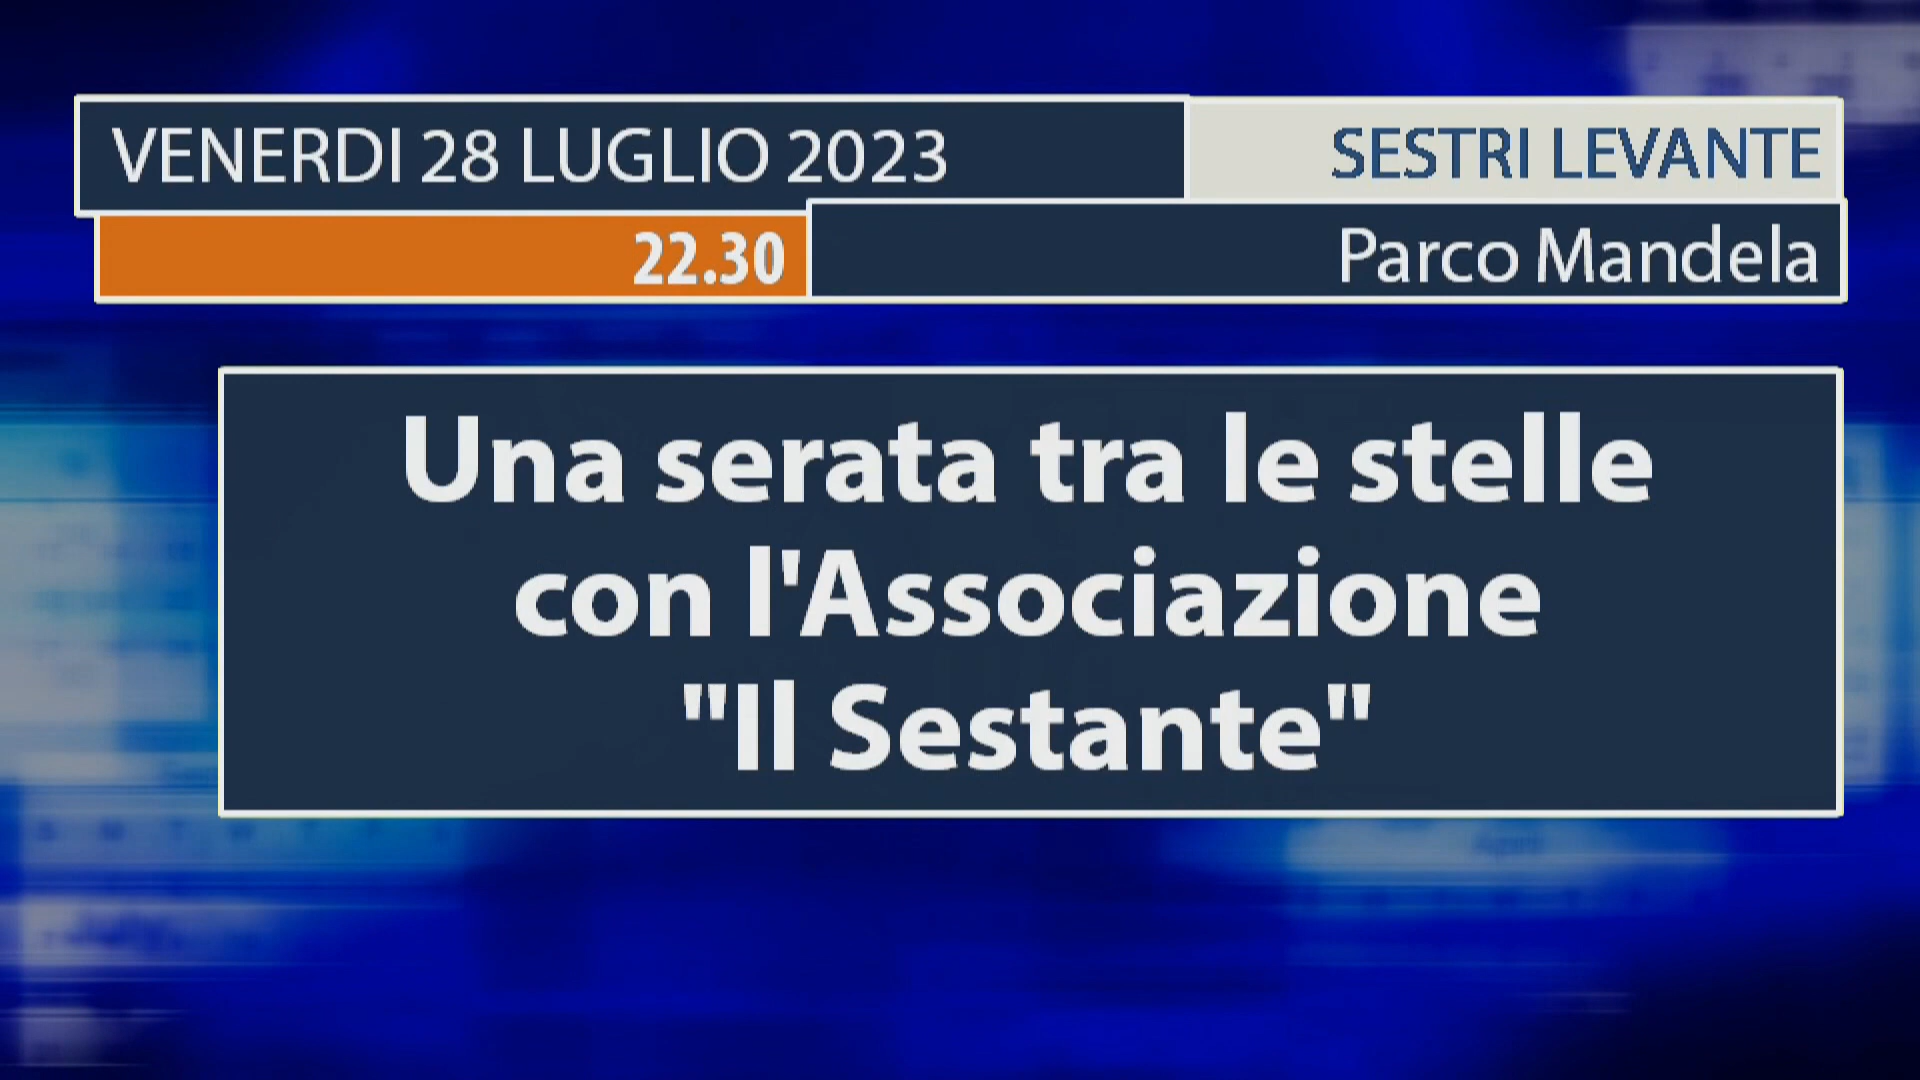 VENERDI 28 LUGLIO 2023
SESTRI LEVANTE
22.30
Parco Mandela
Una serata tra le stelle
con l'Associazione
"Il Sestante"